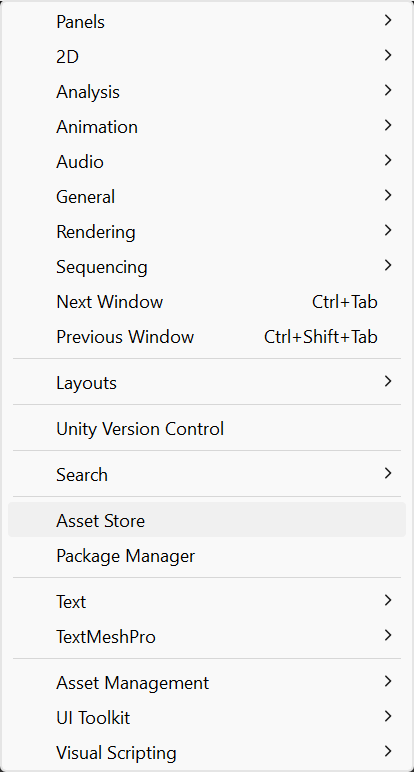 Panels
2D
Analysis
Animation
Audio
General
Rendering
Sequencing
Next Window Ctrl+Tab
Previous Window Ctrl+Shift+Tab
Layouts
Unity Version Control
Search
Asset Store
Package Manager
Text
TextMeshPro
Asset Management
UI Toolkit
Visual Scripting